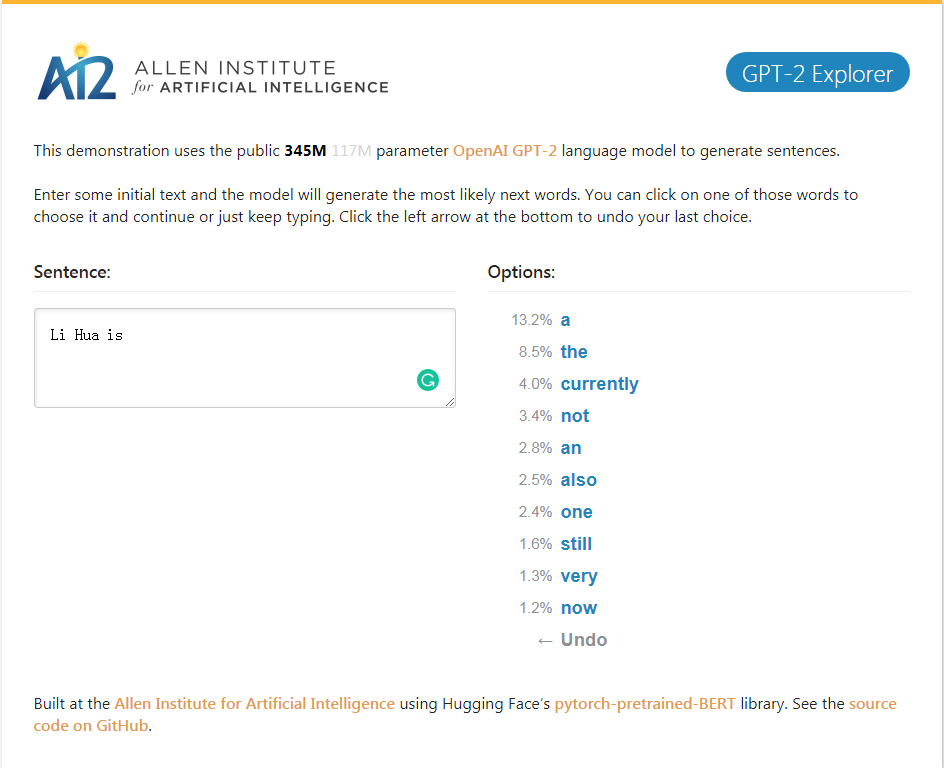 AI2 ALLEN INSTITUTE
for ARTIFICIAL INTELLIGENCE
GPT-2 Explorer
This demonstration uses the public 345M 117M parameter OpenAI GPT-2 language model to generate sentences.
Enter some initial text and the model will generate the most likely next words. You can click on one of those words to
choose it and continue or just keep typing. Click the left arrow at the bottom to undo your last choice.
Sentence:
Li Hua is
Options:
13.2% a
8.5% the
4.0% currently
3.4% not
2.8% an
2.5% also
2.4% one
1.6% still
1.3% very
1.2% now
← Undo
Built at the Allen Institute for Artificial Intelligence using Hugging Face's pytorch-pretrained-BERT library. See the source
code on GitHub.